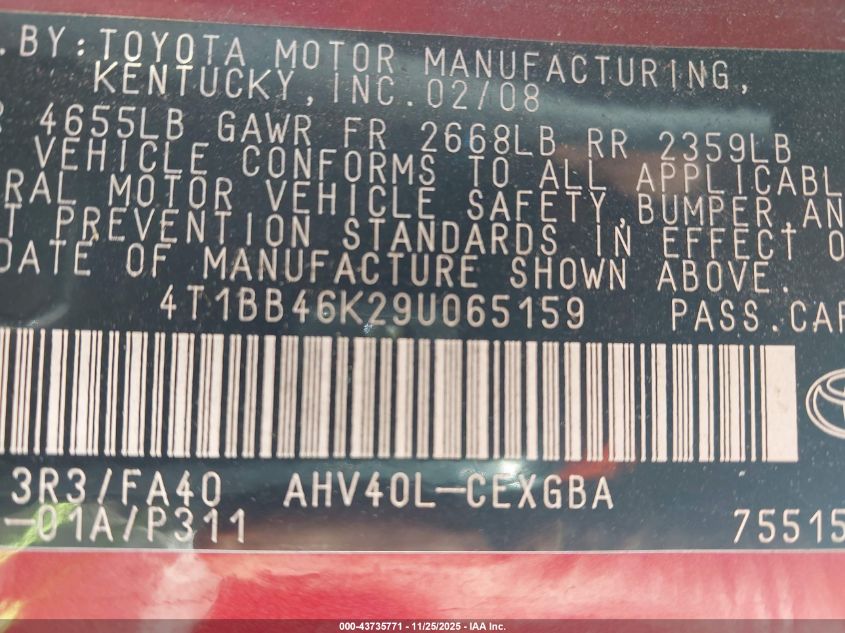 . BY: TOYOTA MOTOR MANUFACTURING,
KENTUCKY, INC. 02/08
4655LB GAWR FR 2668LB RR 2359LB
VEHICLE CONFORMS TO ALL APPLICABL
RAL MOTOR VEHICLE SAFETY, BUMPER, AN
T PREVENTION STANDARDS IN EFFECT O
DATE OF MANUFACTURE SHOWN ABOVE.
4T1BB46K29U065159 PASS. CAR
3R3/FA40 AHV40L-CEXGBA
-01A/P311 75515
000-43735771 - 11/25/2025 - IAA Inc.